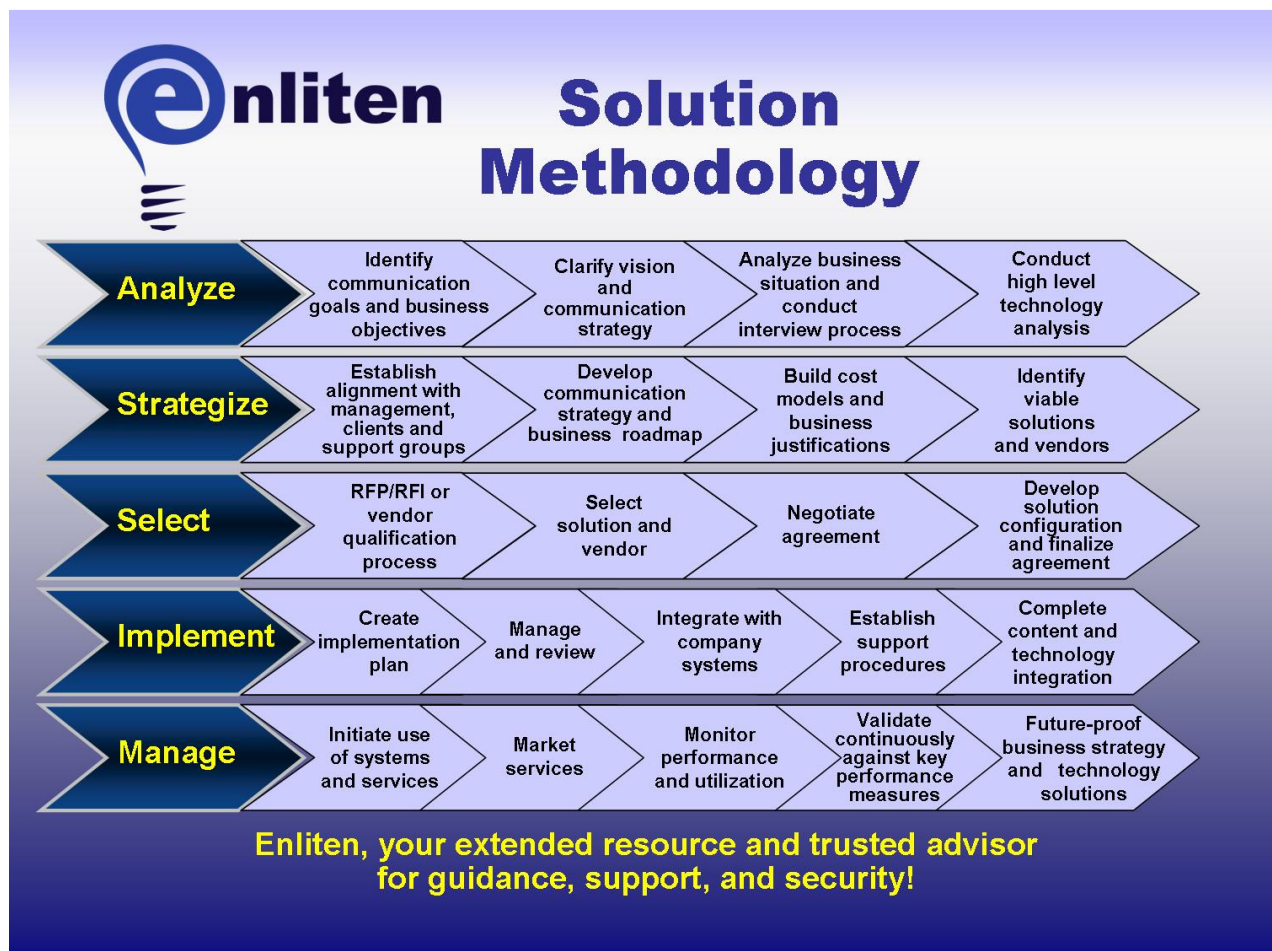 enliten
Solution
Methodology
Analyze
Identify
communication
goals and business
objectives
Clarify vision
and
communication
strategy
Analyze business
situation and
conduct
interview process
Conduct
high level
technology
analysis
Strategize
Establish
alignment with
management,
clients and
support groups
Develop
communication
strategy and
business roadmap
Build cost
models and
business
justifications
Identify
viable
solutions
and vendors
Select
RFP/RFI or
vendor
qualification
process
Select
solution and
vendor
Negotiate
agreement
Develop
solution
configuration
and finalize
agreement
Implement
Create
implementation
plan
Manage
and review
Integrate with
company
systems
Establish
support
procedures
Complete
content and
technology
integration
Manage
Initiate use
of systems
and services
Market
services
Monitor
performance
and utilization
Validate
continuously
against key
performance
measures
Future-proof
business strategy
and technology
solutions
Enliten, your extended resource and trusted advisor
for guidance, support, and security!